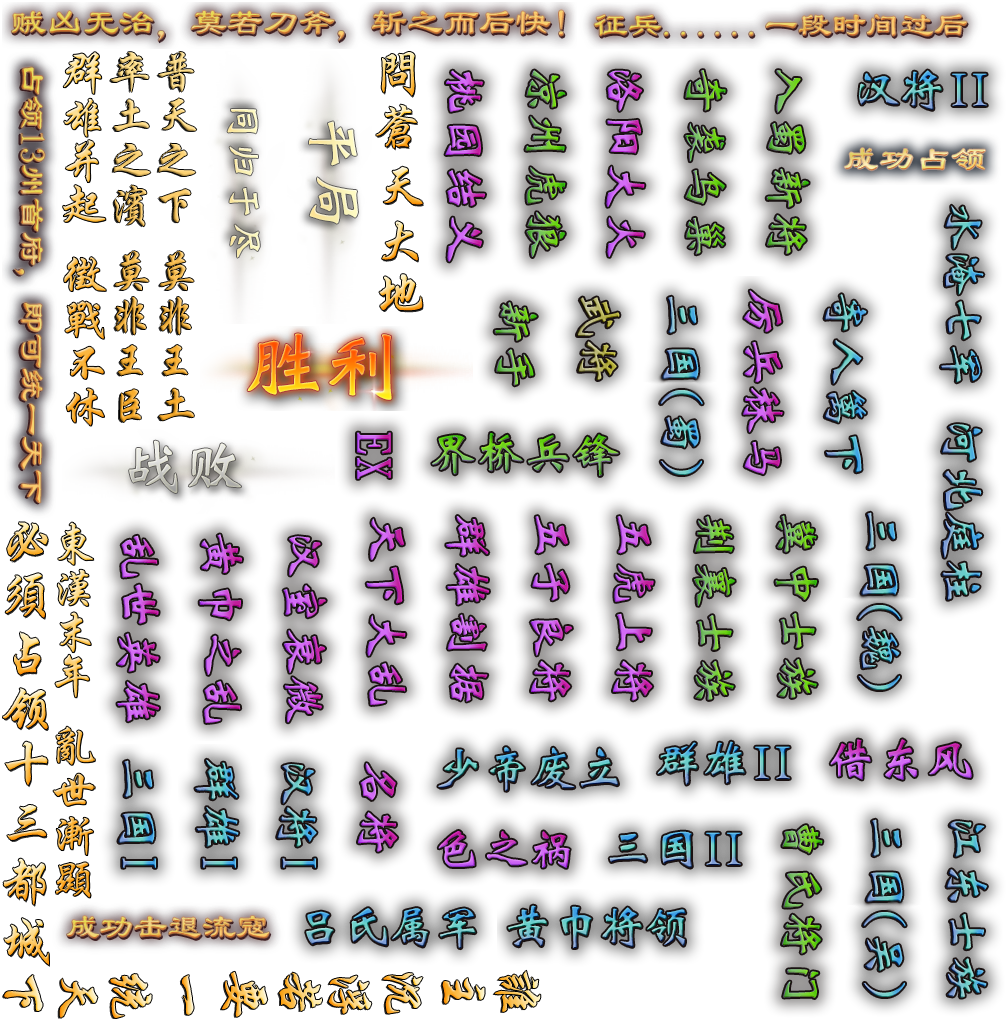 贼凶无治，莫若刀斧，斩之而后快！
征兵......一段时间过后
占领13州首府，即可统一天下
群雄并起 徵戰不休
率土之濱 莫非王臣
普天之下 莫非王土
同归于尽
平局
問蒼天大地
桃园结义
凉州虎狼
洛阳大火
奇袭乌巢
入蜀新将
汉将II
成功占领
水淹七军
胜利
新手
武将
三国(蜀)
厉兵秣马
寄人篱下
河北庭柱
战败
EX
界桥兵锋
必須占领十三都城
東漢末年 亂世漸顯
乱世英雄
黄巾之乱
汉室衰微
天下大乱
群雄割据
五子良将
五虎上将
荆襄士族
冀中士族
三国(魏)
三国I
群雄I
汉将I
名将
少帝废立
群雄II
借东风
色之祸
三国II
曹氏将门
三国(吴)
江东士族
成功击退流寇
吕氏属军
黄巾将领
誰主沉浮若要一統天下